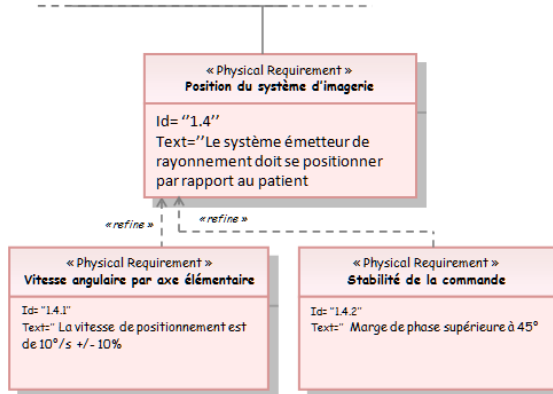 « Physical Requirement »
Position du système d'imagerie
Id= ‘‘1.4’’
Text=’’Le système émetteur de
rayonnement doit se positionner
par rapport au patient
« refine »
« refine »
« Physical Requirement »
Vitesse angulaire par axe élémentaire
Id= "1.4.1"
Text=" La vitesse de positionnement est
de 10°/s +/- 10%
« Physical Requirement »
Stabilité de la commande
Id= "1.4.2"
Text=" Marge de phase supérieure à 45°